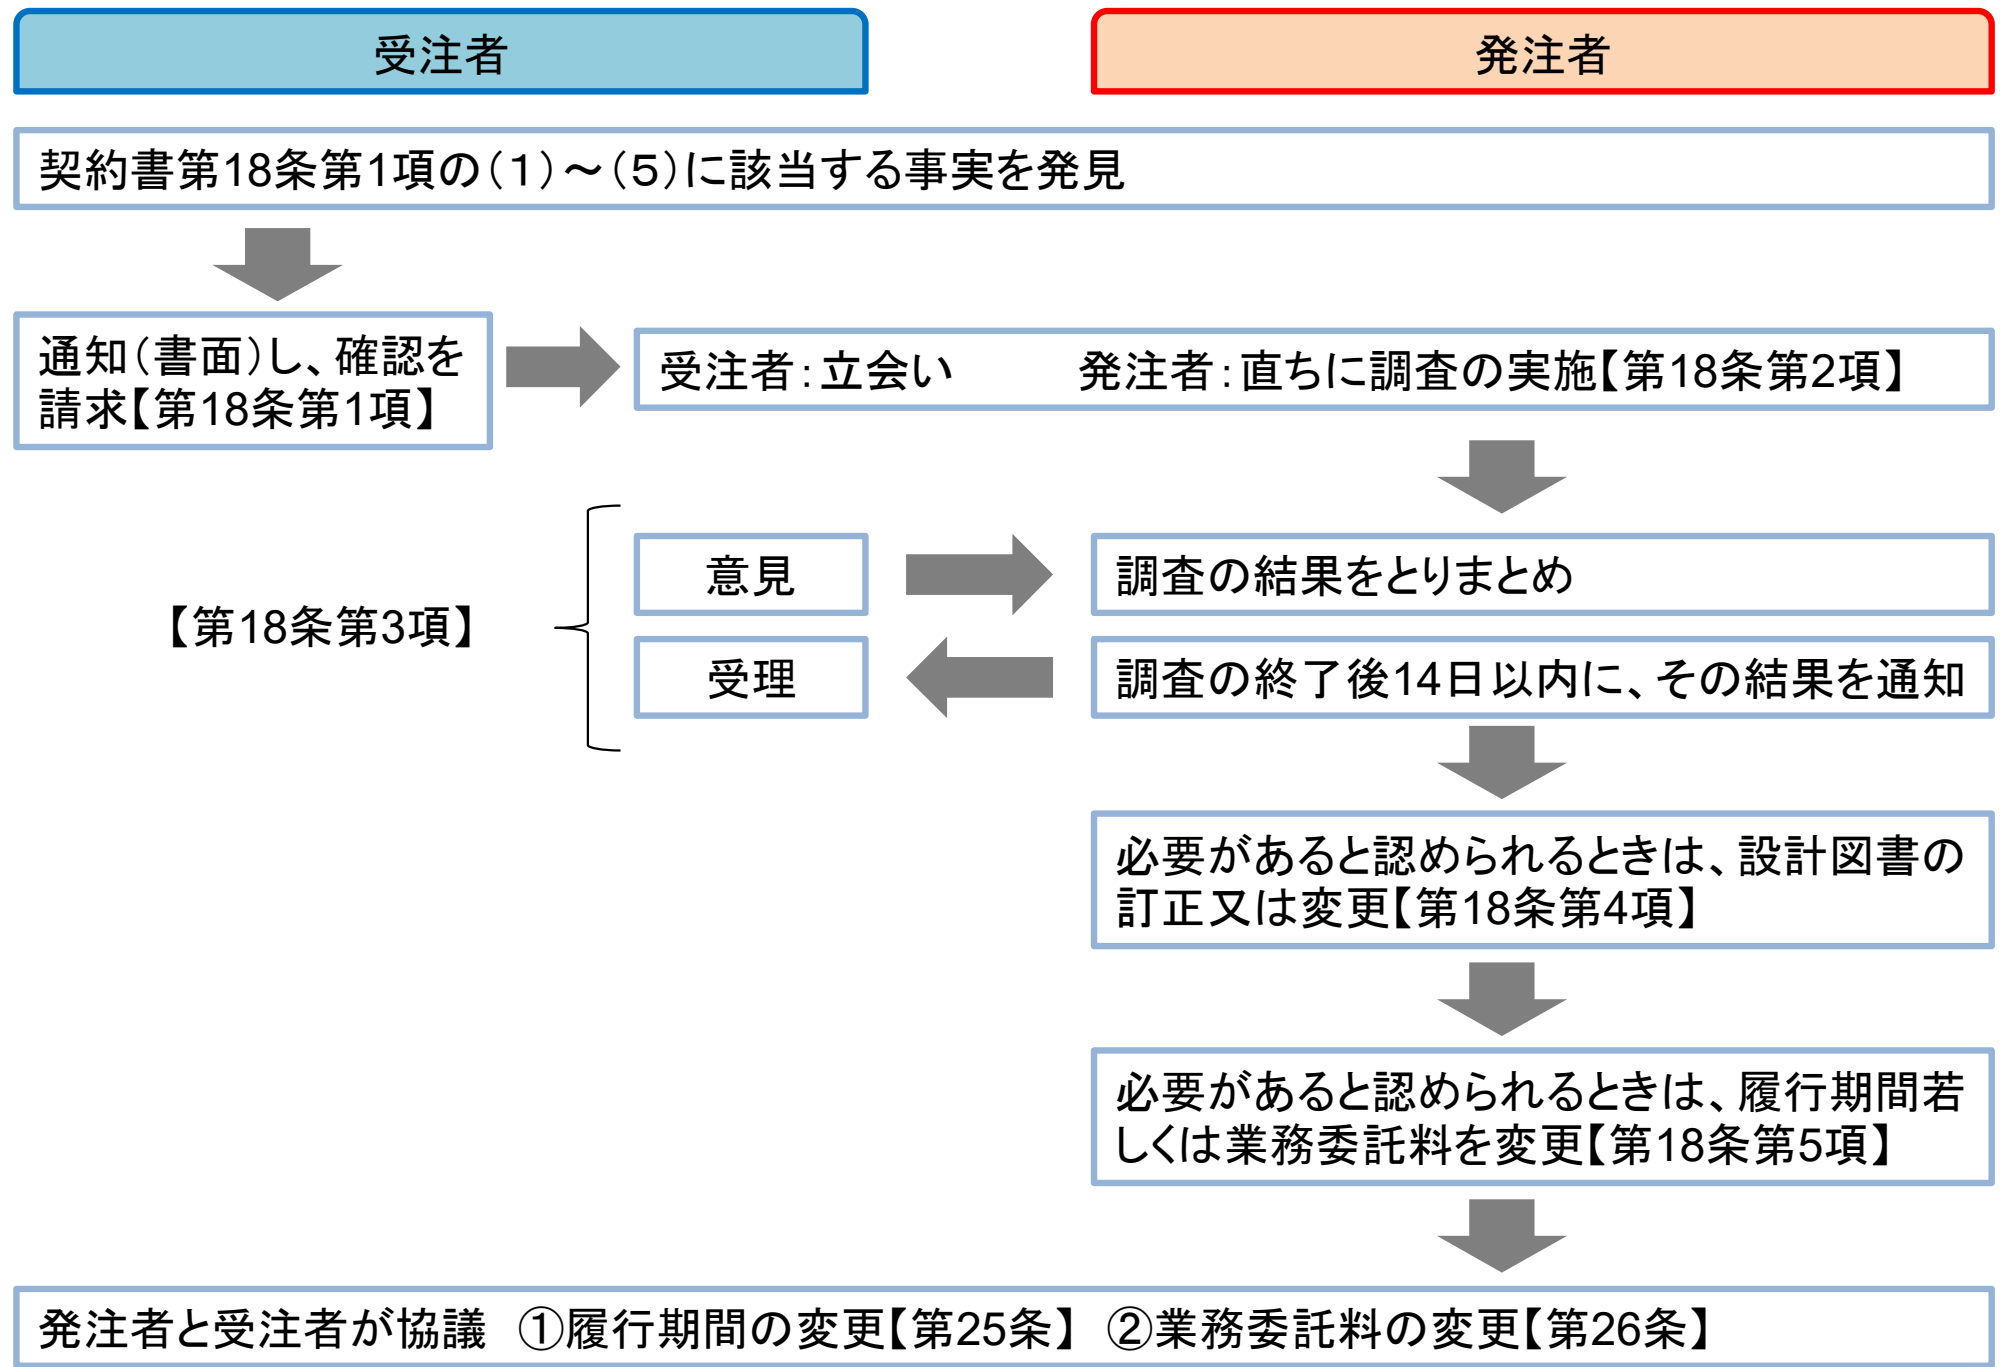 受注者
発注者
契約書第18条第1項の（１）～（５）に該当する事実を発見
通知（書面）し、確認を
請求【第18条第1項】
受注者：立会い　発注者：直ちに調査の実施【第18条第2項】
意見
調査の結果をとりまとめ
【第18条第3項】
受理
調査の終了後14日以内に、その結果を通知
必要があると認められるときは、設計図書の
訂正又は変更【第18条第4項】
必要があると認められるときは、履行期間若
しくは業務委託料を変更【第18条第5項】
発注者と受注者が協議　①履行期間の変更【第25条】　②業務委託料の変更【第26条】